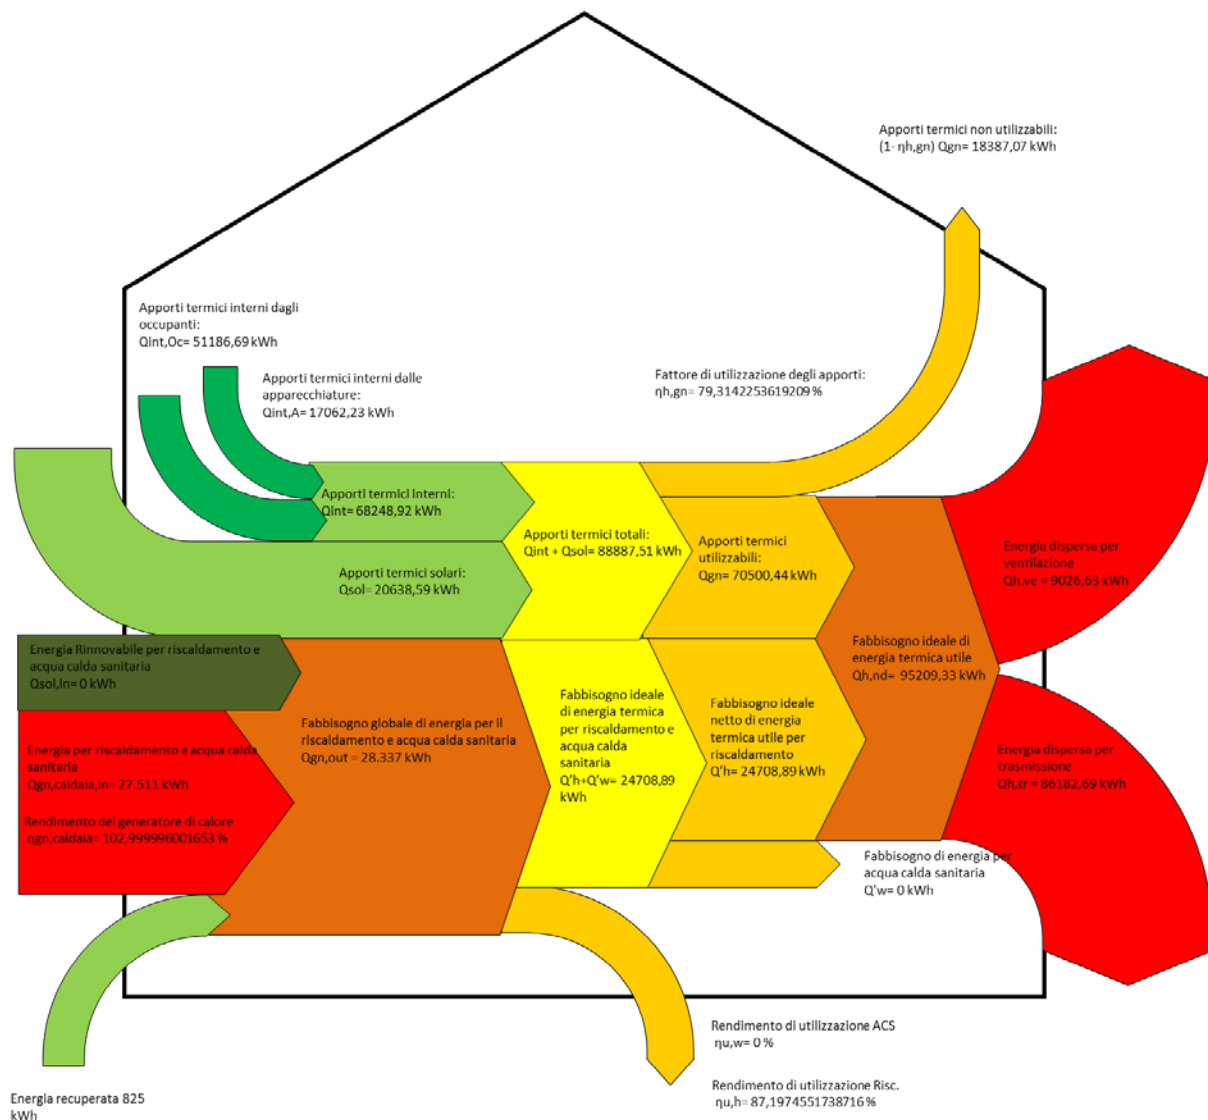 Apporti termici non utilizzabili:
(1- ηh,gn) Qgn= 18387,07 kWh
Apporti termici interni dagli
occupanti:
Qint,Oc= 51186,69 kWh
Apporti termici interni dalle
apparecchiature:
Qint,A= 17062,23 kWh
Fattore di utilizzazione degli apporti:
ηh,gn= 79,3142253619209 %
Apporti termici interni:
Qint= 68248,92 kWh
Apporti termici solari:
Qsol= 20638,59 kWh
Apporti termici totali:
Qint + Qsol= 88887,51 kWh
Apporti termici
utilizzabili:
Qgn= 70500,44 kWh
Energia dispersa per
ventilazione
Qh,ve = 9026,63 kWh
Energia Rinnovabile per riscaldamento e
acqua calda sanitaria
Qsol,in= 0 kWh
Fabbisogno ideale di
energia termica utile
Qh,nd= 95209,33 kWh
Energia per riscaldamento e acqua calda
sanitaria
Qgn,caldaia,in= 27.511 kWh
Rendimento del generatore di calore
ηgn,caldaia= 102,999996001653 %
Fabbisogno globale di energia per il
riscaldamento e acqua calda sanitaria
Qgn,out = 28.337 kWh
Fabbisogno ideale
di energia termica
per riscaldamento e
acqua calda
sanitaria
Q'h+Q'w= 24708,89
kWh
Fabbisogno ideale
netto di energia
termica utile per
riscaldamento
Q'h= 24708,89 kWh
Energia dispersa per
trasmissione
Qh,tr = 86182,69 kWh
Fabbisogno di energia per
acqua calda sanitaria
Q'w= 0 kWh
Rendimento di utilizzazione ACS
ηu,w= 0 %
Rendimento di utilizzazione Risc.
ηu,h= 87,1974551738716 %
Energia recuperata 825
kWh